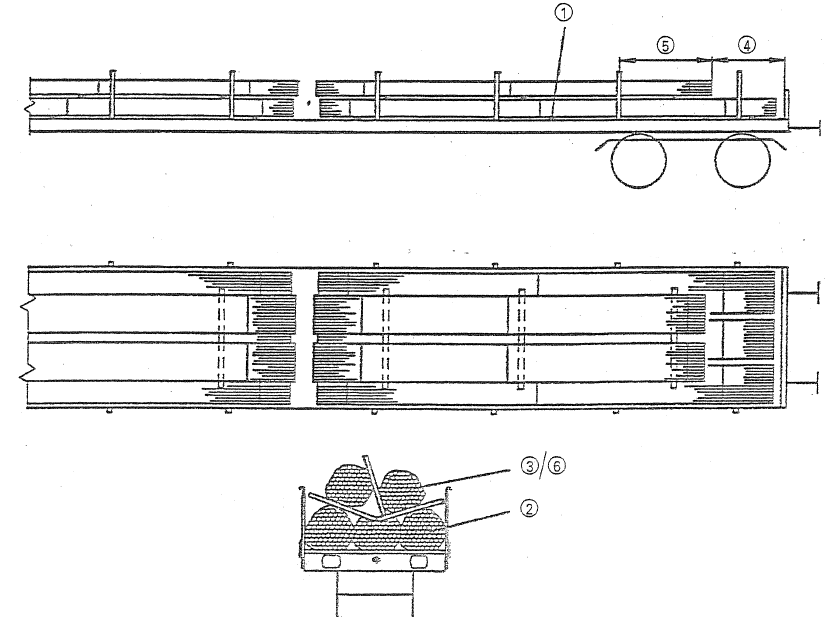 ①
⑤ ④
③/⑥
②